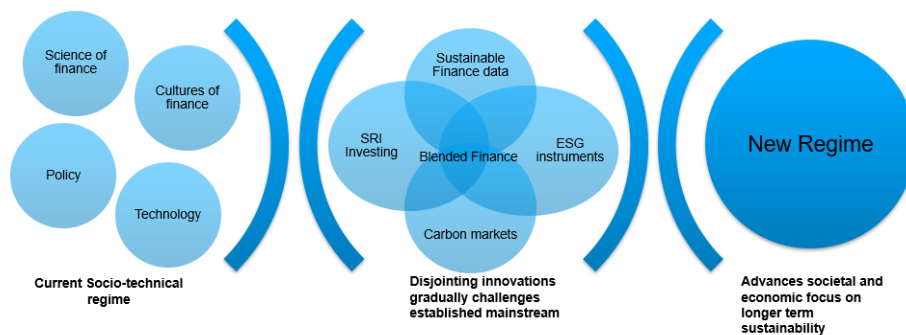 Science of
finance
Cultures of
finance
Policy
Technology
Current Socio-technical
regime
Sustainable
Finance data
SRI
Investing
Blended Finance
ESG
instruments
Carbon markets
Disjointing innovations
gradually challenges
established mainstream
New Regime
Advances societal and
economic focus on
longer term
sustainability